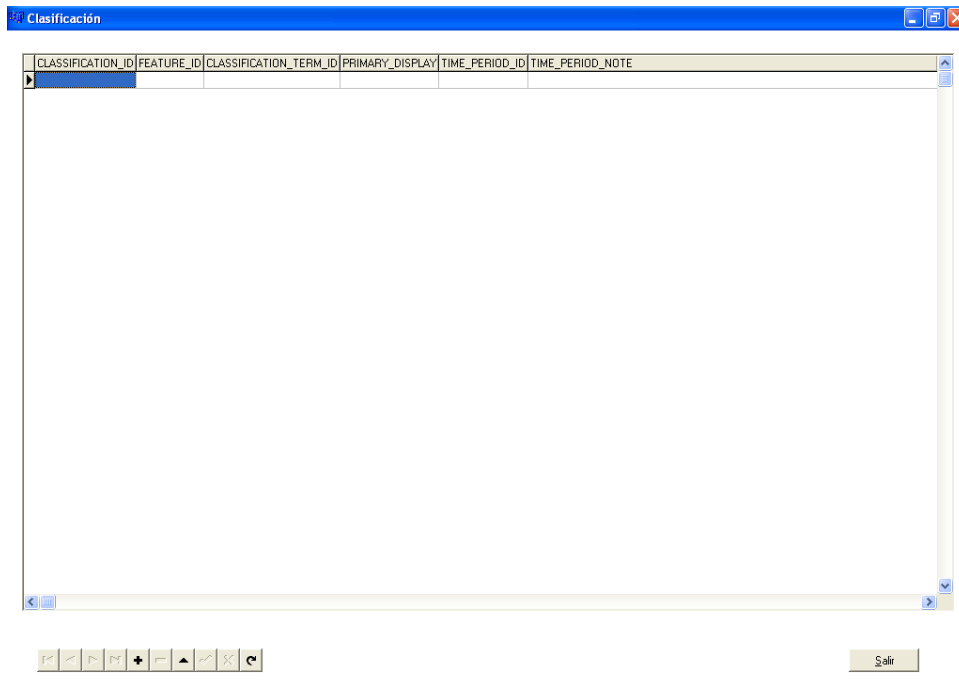 Clasificación
CLASSIFICATION_ID FEATURE_ID CLASSIFICATION_TERM_ID PRIMARY_DISPLAY TIME_PERIOD_ID TIME_PERIOD_NOTE
Salir